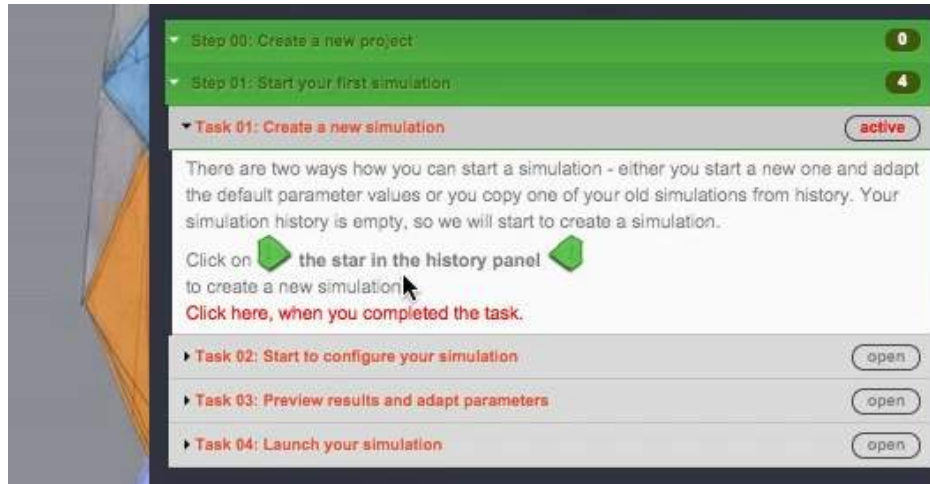 Step 00: Create a new project
0
Step 01: Start your first simulation
4
Task 01: Create a new simulation
active
There are two ways how you can start a simulation - either you start a new one and adapt
the default parameter values or you copy one of your old simulations from history. Your
simulation history is empty, so we will start to create a simulation.
Click on the star in the history panel
to create a new simulation
Click here, when you completed the task.
Task 02: Start to configure your simulation
open
Task 03: Preview results and adapt parameters
open
Task 04: Launch your simulation
open